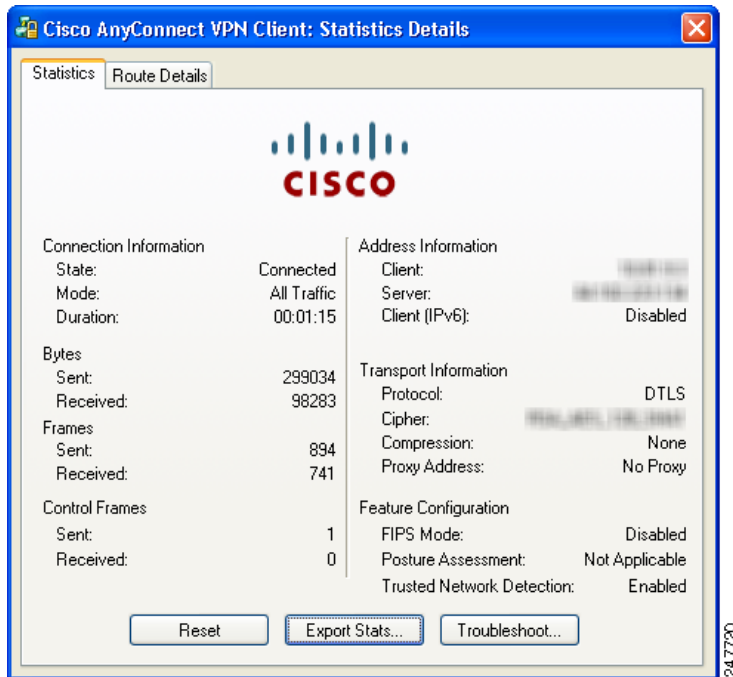 Cisco AnyConnect VPN Client: Statistics Details
Statistics
Route Details
CISCO
Connection Information
State: Connected
Mode: All Traffic
Duration: 00:01:15
Bytes
Sent: 299034
Received: 98283
Frames
Sent: 894
Received: 741
Control Frames
Sent: 1
Received: 0
Address Information
Client:
Server:
Client (IPv6): Disabled
Transport Information
Protocol: DTLS
Cipher:
Compression: None
Proxy Address: No Proxy
Feature Configuration
FIPS Mode: Disabled
Posture Assessment: Not Applicable
Trusted Network Detection: Enabled
Reset
Export Stats...
Troubleshoot...
247790